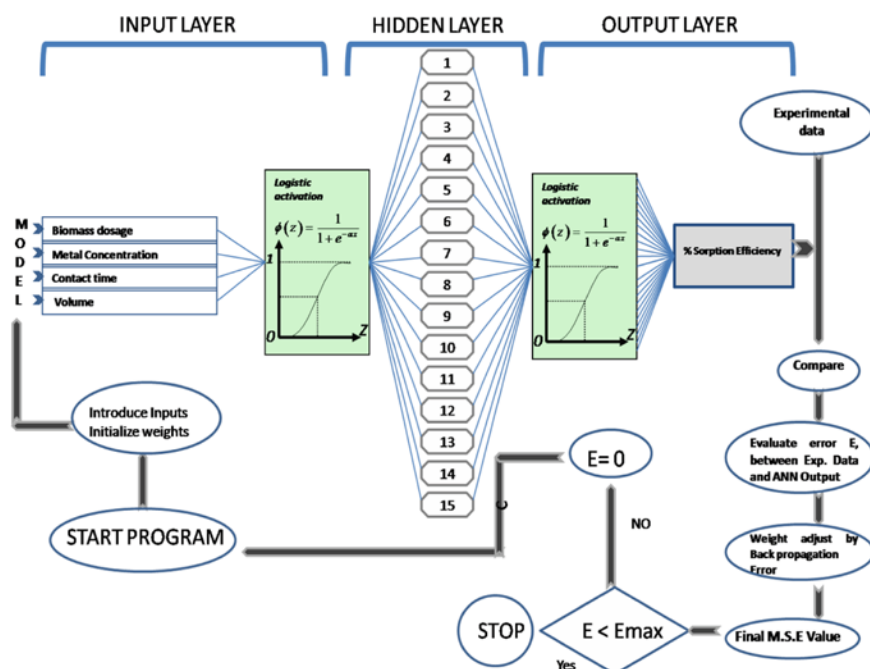 INPUT LAYER
HIDDEN LAYER
OUTPUT LAYER
1
2
3
4
5
6
7
8
9
10
11
12
13
14
15
M
O
D
E
L
Biomass dosage
Metal Concentration
Contact time
Volume
Logistic
activation
ϕ(z) = 1 / 1 + e^-αx
1
0
Z
Logistic
activation
ϕ(z) = 1 / 1 + e^-αx
1
0
Z
% Sorption Efficiency
Experimental
data
Compare
Evaluate error E,
between Exp. Data
and ANN Output
Weight adjust by
Back propagation
Error
Final M.S.E Value
E < Emax
Yes
STOP
NO
E= 0
C
Introduce Inputs
Initialize weights
START PROGRAM